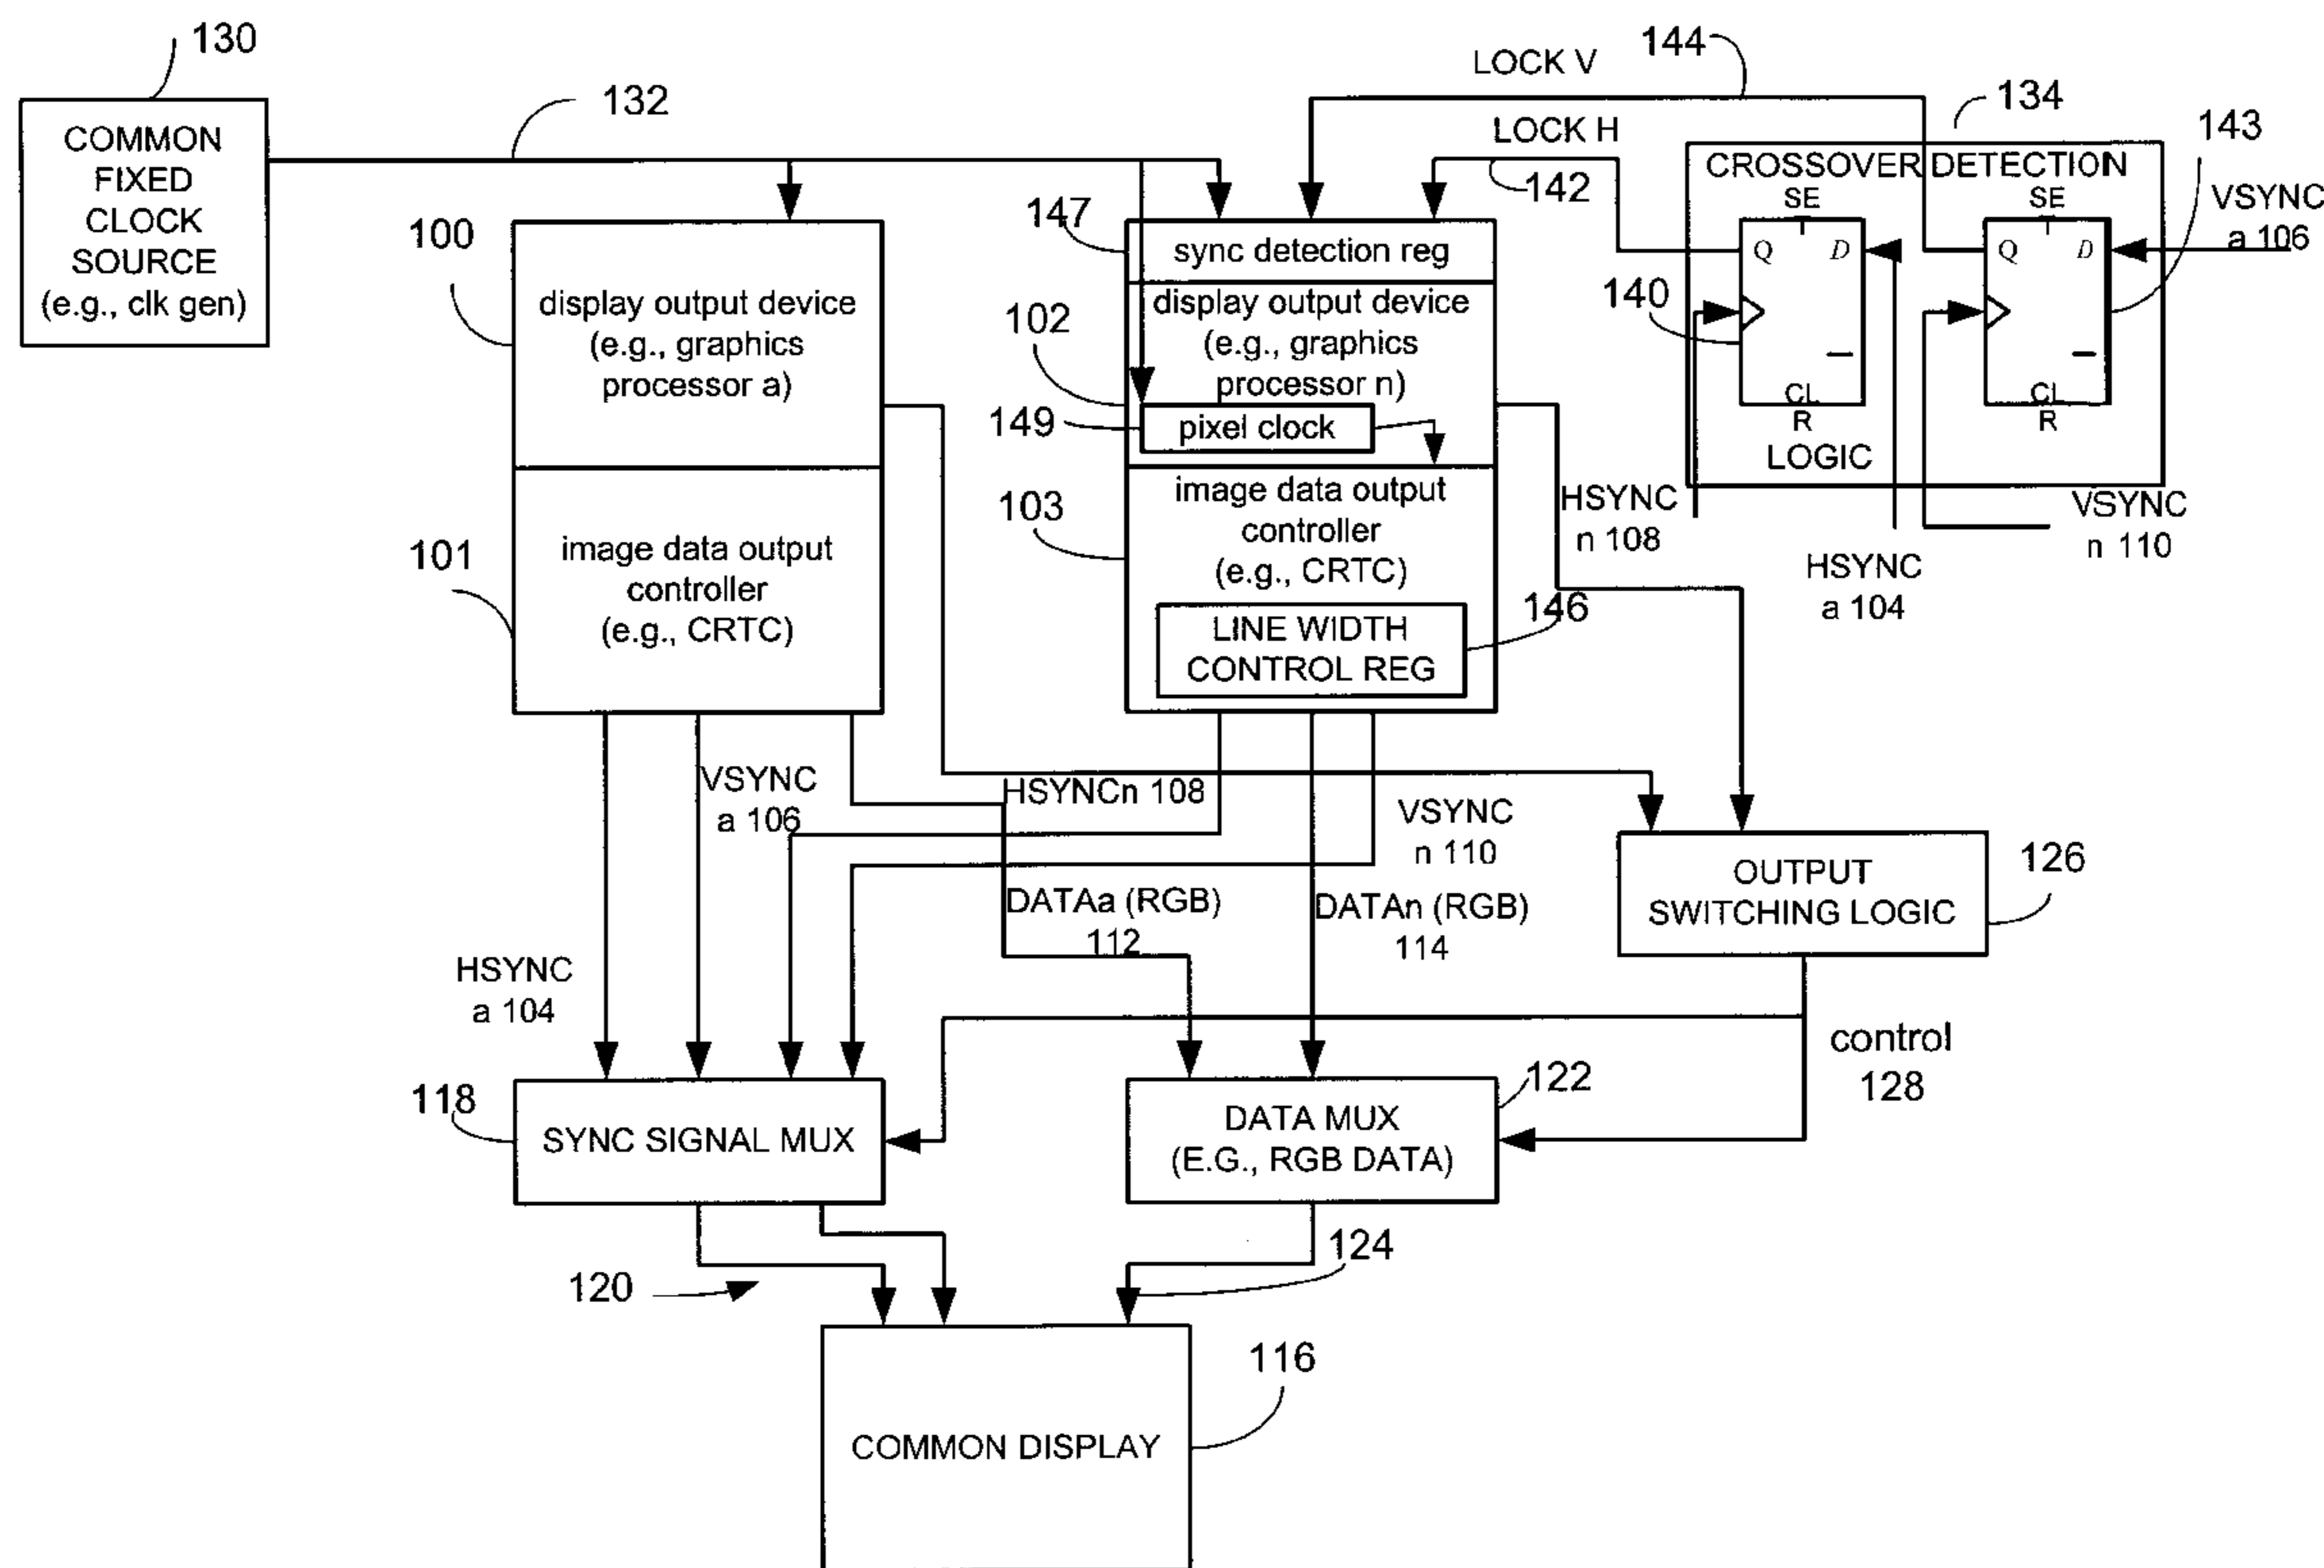 130
COMMON
FIXED
CLOCK
SOURCE
(e.g., clk gen)
132
LOCK V
144
LOCK H
142
134
143
CROSSOVER DETECTION
SE
Q
D
CL
R
SE
Q
D
CL
R
LOGIC
140
VSYNC
a 106
HSYNC
n 108
HSYNC
a 104
VSYNC
n 110
100
display output device
(e.g., graphics
processor a)
101
image data output
controller
(e.g., CRTC)
147
sync detection reg
102
display output device
(e.g., graphics
processor n)
149
pixel clock
103
image data output
controller
(e.g., CRTC)
146
LINE WIDTH
CONTROL REG
VSYNC
a 106
HSYNCn 108
VSYNC
n 110
DATAa (RGB)
112
DATAn (RGB)
114
HSYNC
a 104
OUTPUT
SWITCHING LOGIC
126
control
128
118
SYNC SIGNAL MUX
122
DATA MUX
(E.G., RGB DATA)
120
124
116
COMMON DISPLAY